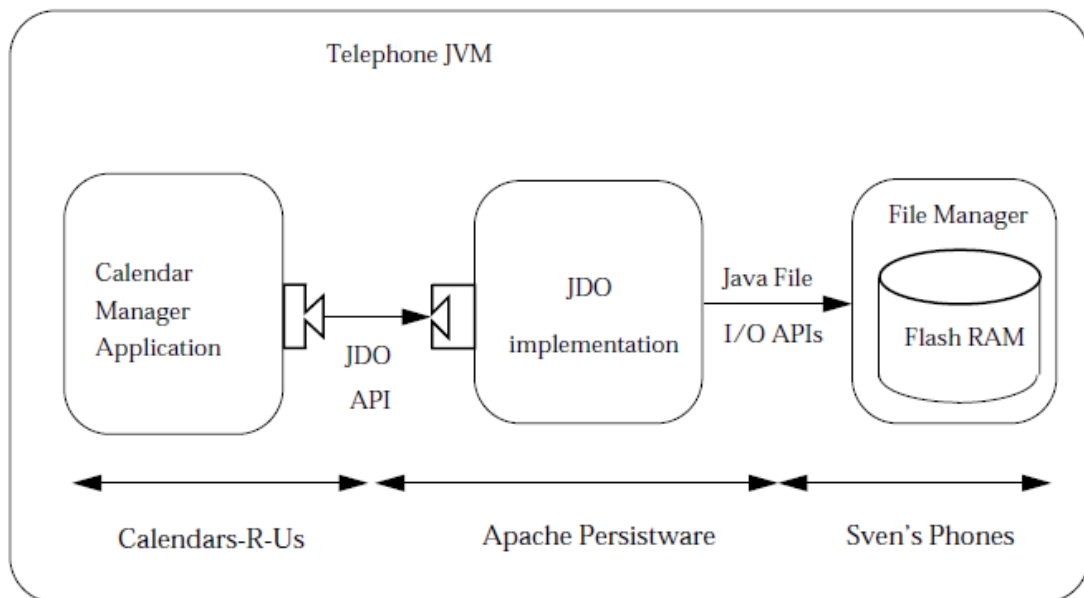 Telephone JVM
Calendar
Manager
Application
JDO
API
JDO
implementation
Java File
I/O APIs
File Manager
Flash RAM
Calendars-R-Us
Apache Persistware
Sven's Phones